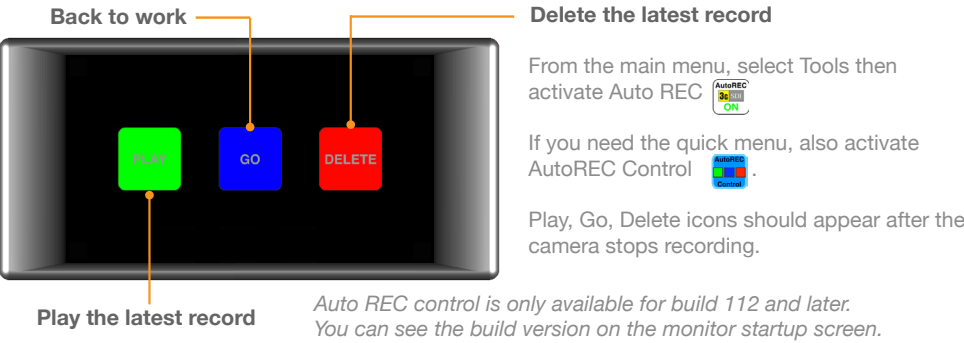 Back to work
Delete the latest record
PLAY
GO
DELETE
From the main menu, select Tools then
activate Auto REC
AutoREC
3c SDI
ON
If you need the quick menu, also activate
AutoREC Control
AutoREC
Control
.
Play, Go, Delete icons should appear after the
camera stops recording.
Play the latest record
Auto REC control is only available for build 112 and later.
You can see the build version on the monitor startup screen.